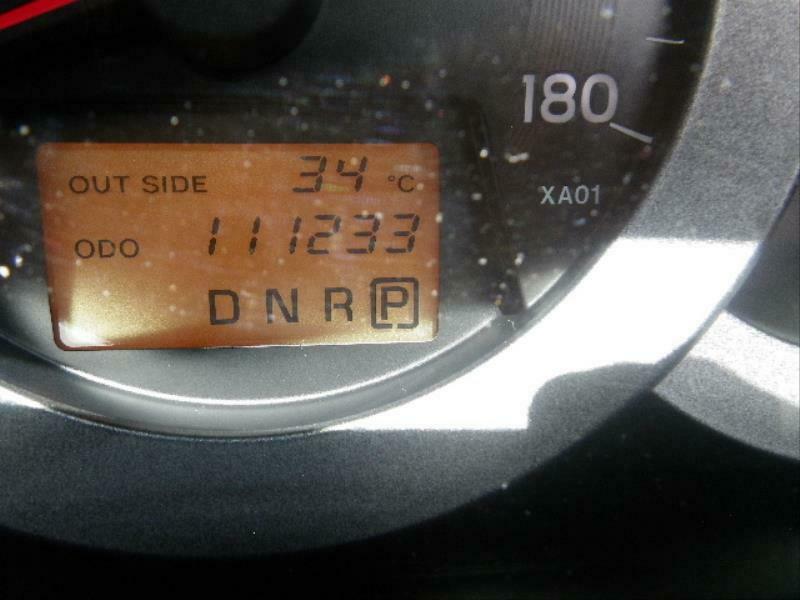 180
OUT SIDE 34 °C
XA01
ODO 111233
D N R P